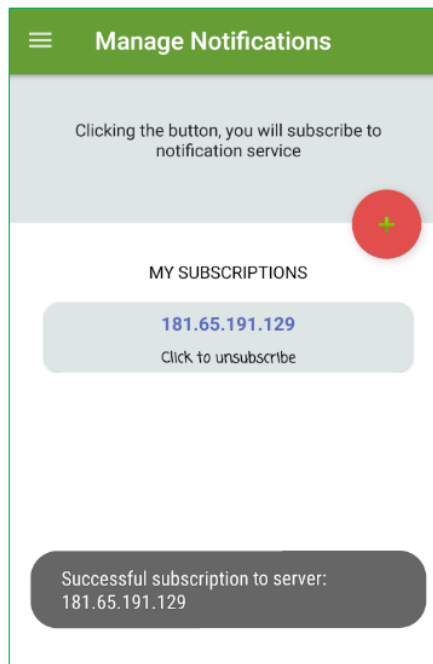 Manage Notifications
Clicking the button, you will subscribe to
notification service
MY SUBSCRIPTIONS
181.65.191.129
Click to unsubscribe
Successful subscription to server:
181.65.191.129